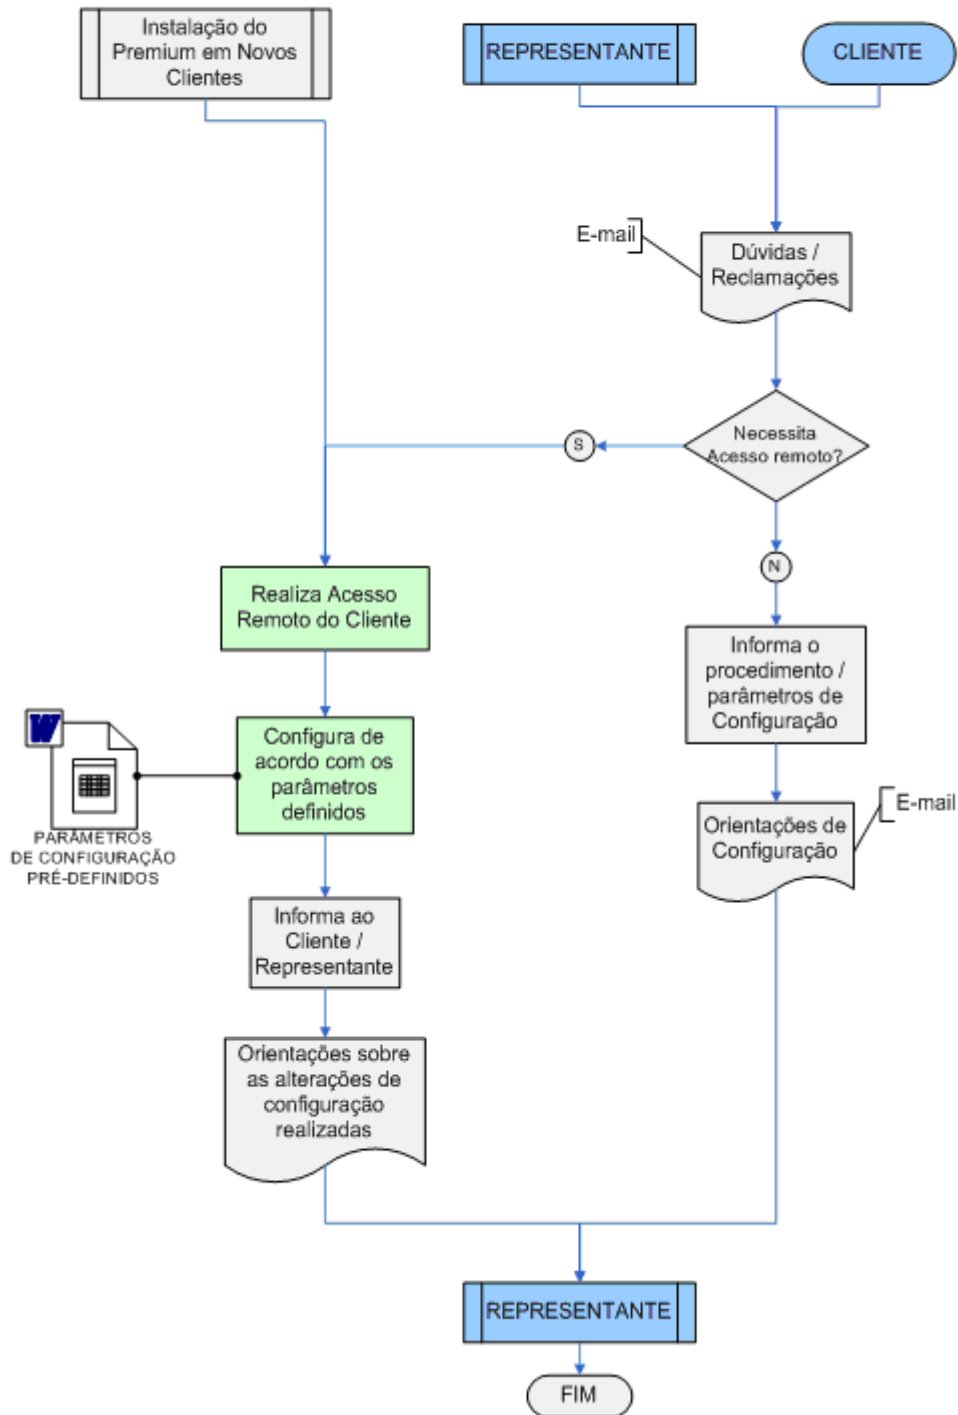 Instalação do
Premium em Novos
Clientes
REPRESENTANTE
CLIENTE
E-mail
Dúvidas /
Reclamações
Necessita
Acesso remoto?
S
N
Realiza Acesso
Remoto do Cliente
Informa o
procedimento /
parâmetros de
Configuração
W
Configura de
acordo com os
parâmetros
definidos
PARÂMETROS
DE CONFIGURAÇÃO
PRÉ-DEFINIDOS
Orientações de
Configuração
E-mail
Informa ao
Cliente /
Representante
Orientações sobre
as alterações de
configuração
realizadas
REPRESENTANTE
FIM